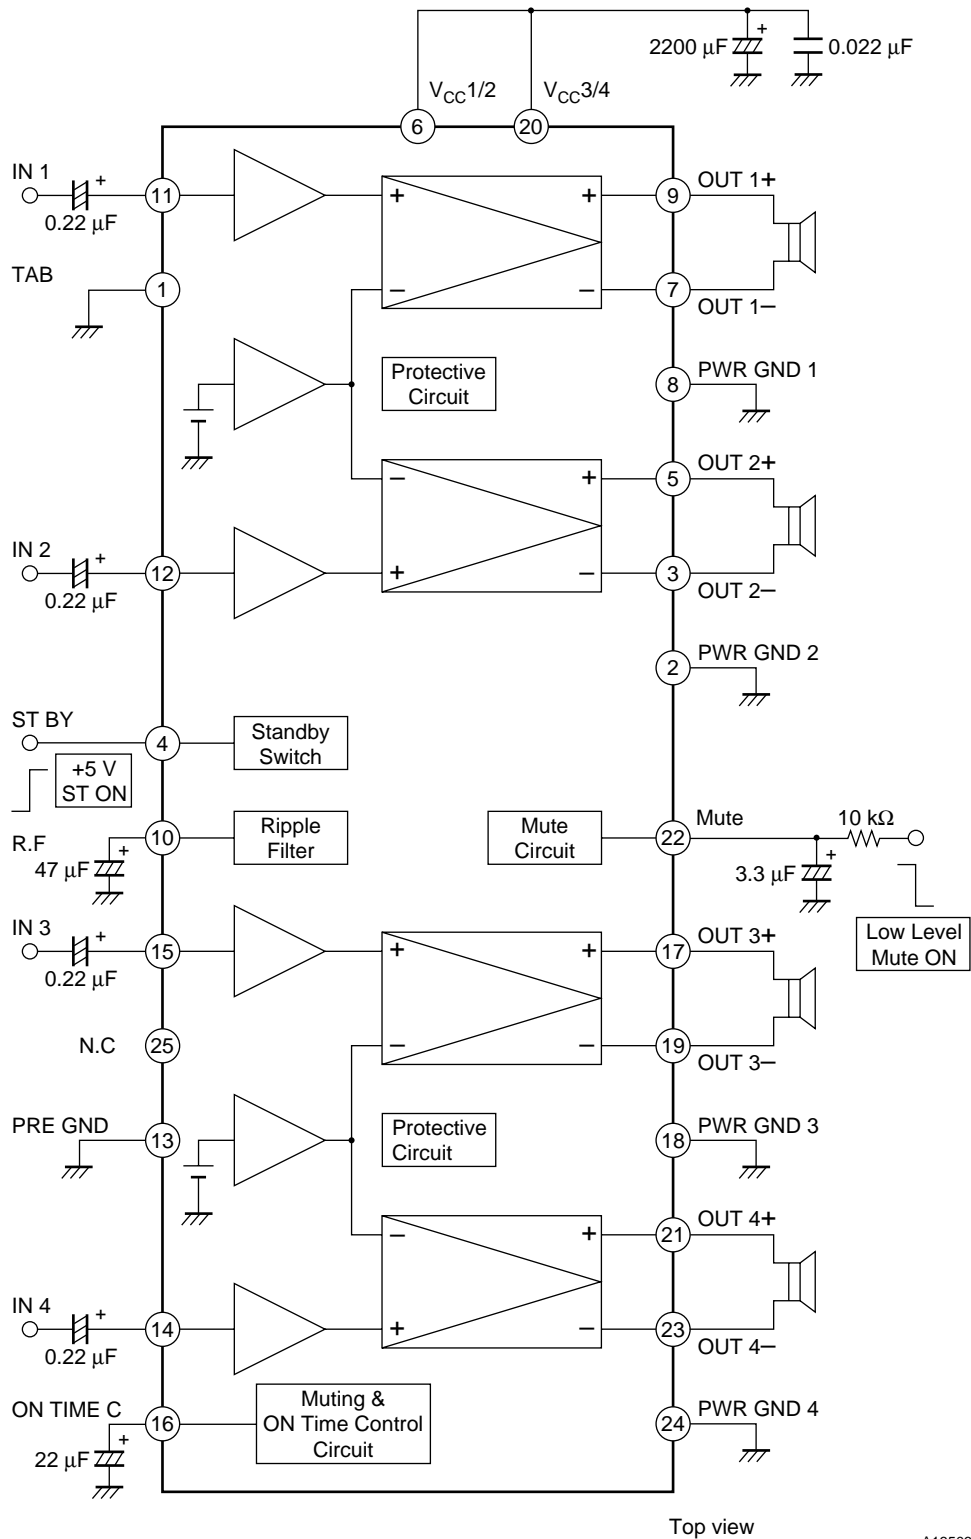 2200 μF
+
0.022 μF
VCC1/2
VCC3/4
6
20
IN 1
+
0.22 μF
11
+
+
9
OUT 1+
TAB
1
−
−
7
OUT 1−
Protective
Circuit
8
PWR GND 1
−
+
5
OUT 2+
IN 2
+
0.22 μF
12
+
−
3
OUT 2−
2
PWR GND 2
ST BY
4
Standby
Switch
+5 V
ST ON
R.F
47 μF
+
10
Ripple
Filter
Mute
Circuit
22
Mute
10 kΩ
3.3 μF
+
Low Level
Mute ON
IN 3
+
0.22 μF
15
+
+
17
OUT 3+
N.C
25
−
−
19
OUT 3−
PRE GND
13
Protective
Circuit
18
PWR GND 3
−
+
21
OUT 4+
IN 4
+
0.22 μF
14
+
−
23
OUT 4−
ON TIME C
22 μF
+
16
Muting &
ON Time Control
Circuit
24
PWR GND 4
Top view